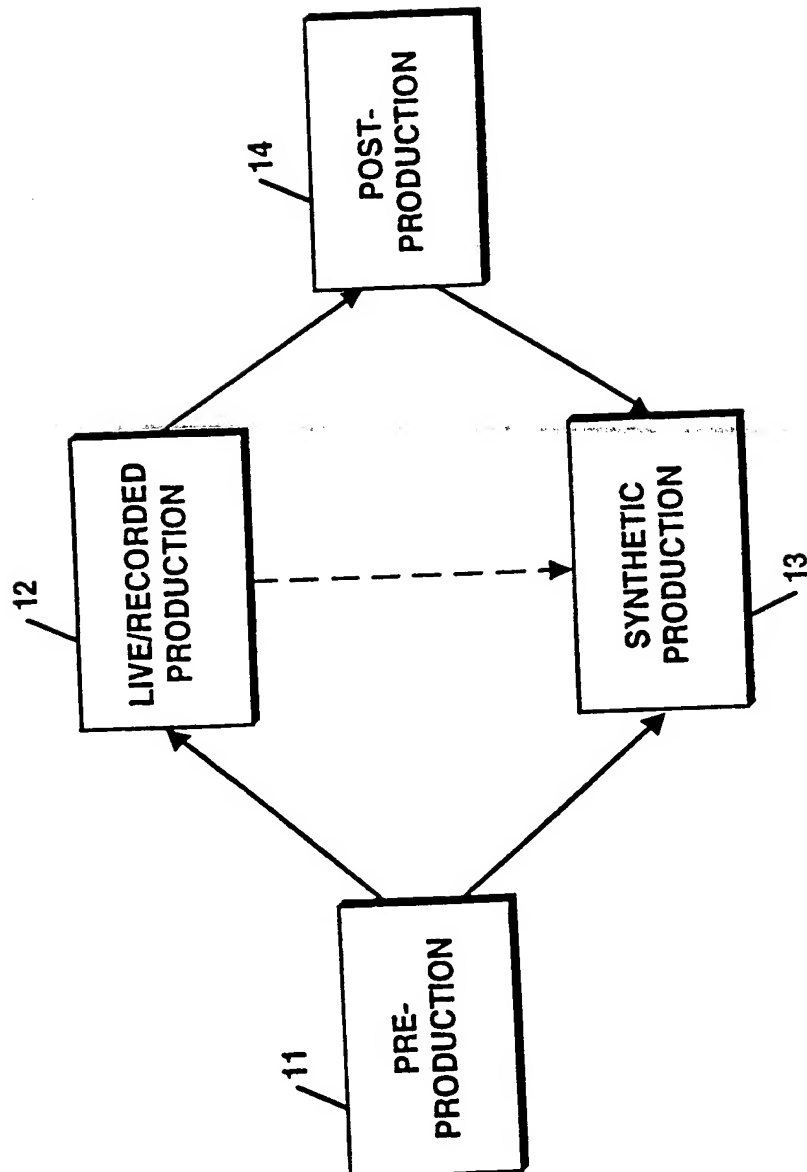 11
PRE-
PRODUCTION
12
LIVE/RECORDED
PRODUCTION
SYNTHETIC
PRODUCTION
13
14
POST-
PRODUCTION